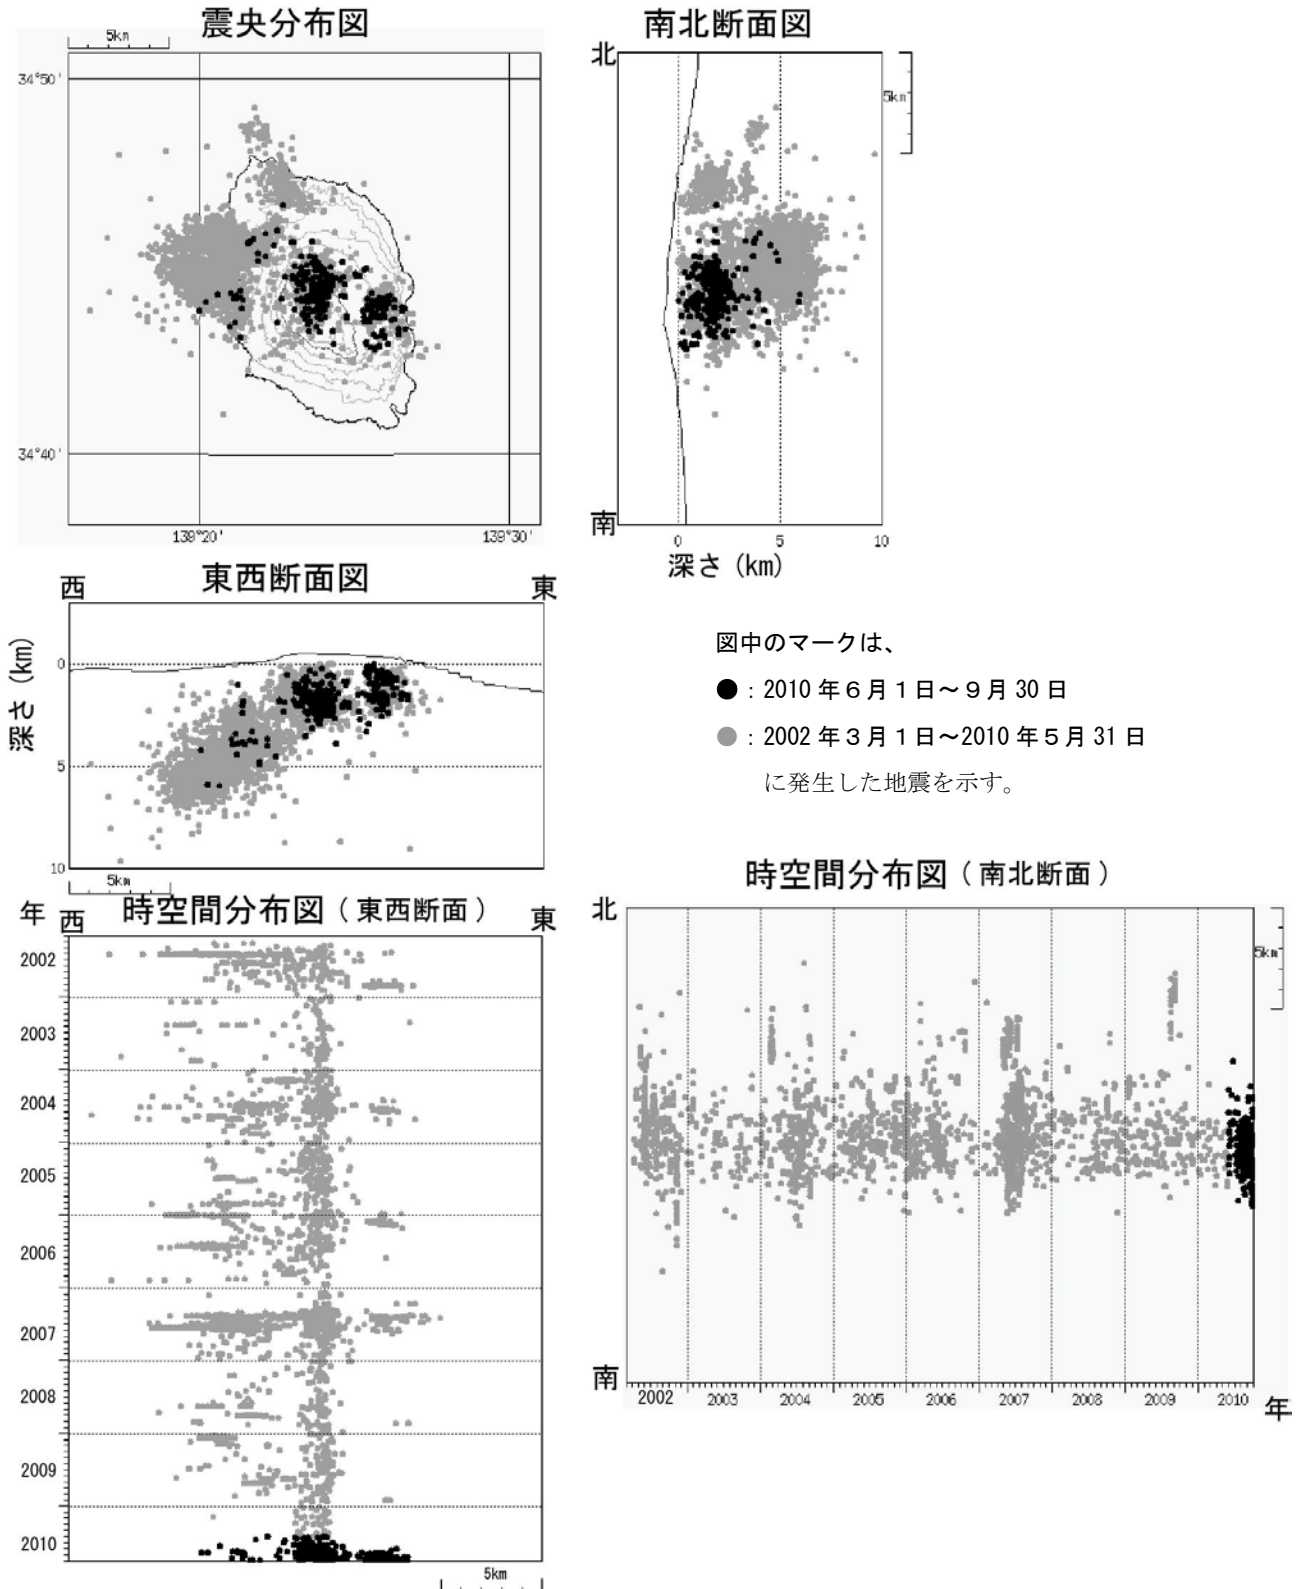 震央分布図
5km
34°50'
34°40'
139°20'
139°30'
南北断面図
北
南
5km
0
5
10
深さ (km)
東西断面図
西
東
深さ (km)
0
5
10
5km
図中のマークは、
●：2010 年６月１日～９月 30 日
●：2002 年３月１日～2010 年５月 31 日
に発生した地震を示す。
時空間分布図（東西断面）
年
西
東
2002
2003
2004
2005
2006
2007
2008
2009
2010
5km
時空間分布図（南北断面）
北
南
5km
2002
2003
2004
2005
2006
2007
2008
2009
2010
年